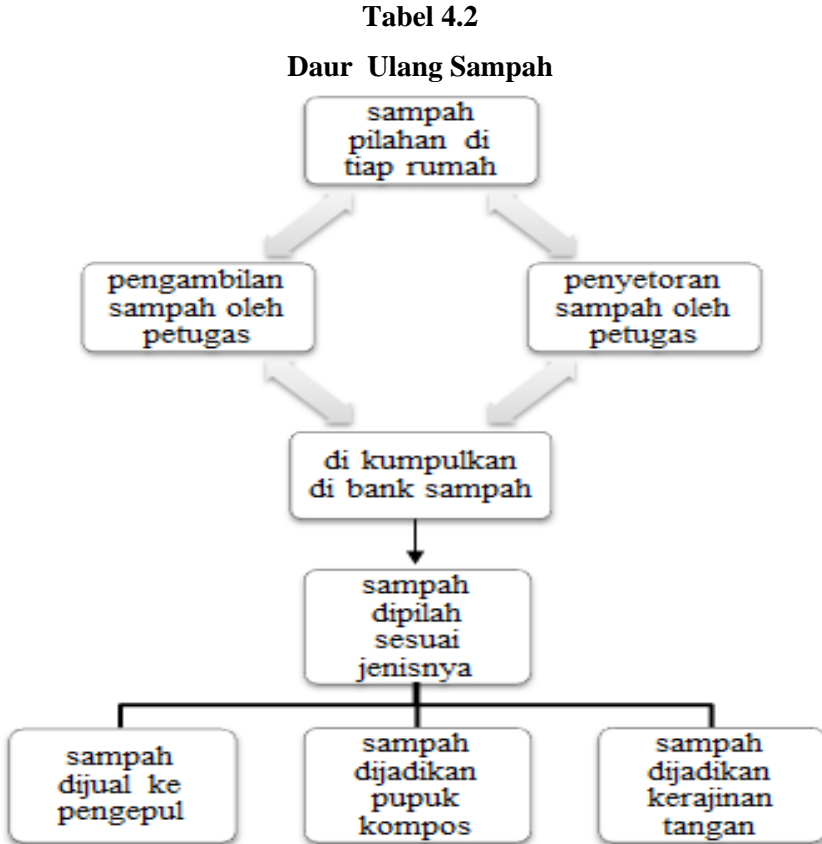 Tabel 4.2
Daur Ulang Sampah
sampah
pilahan di
tiap rumah
pengambilan
sampah oleh
petugas
penyetoran
sampah oleh
petugas
di kumpulkan
di bank sampah
sampah
dipilah
sesuai
jenisnya
sampah
dijual ke
pengepul
sampah
dijadikan
pupuk
kompos
sampah
dijadikan
kerajinan
tangan